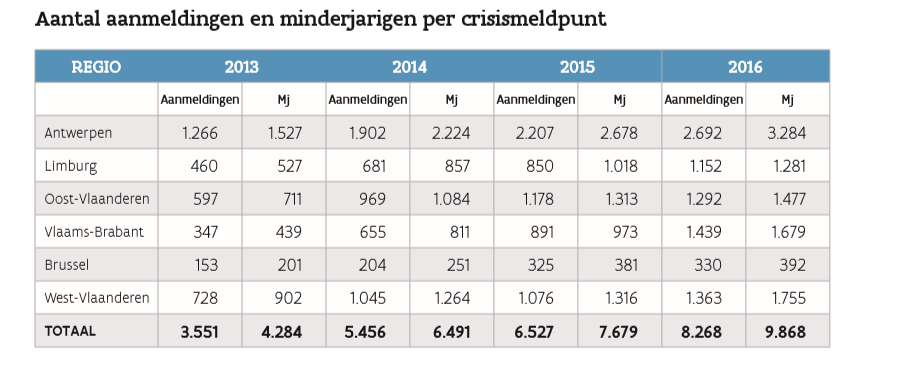 Aantal aanmeldingen en minderjarigen per crisismeldpunt
REGIO 2013 2014 2015 2016
Aanmeldingen Mj Aanmeldingen Mj Aanmeldingen Mj Aanmeldingen Mj
Antwerpen 1.266 1.527 1.902 2.224 2.207 2.678 2.692 3.284
Limburg 460 527 681 857 850 1.018 1.152 1.281
Oost-Vlaanderen 597 711 969 1.084 1.178 1.313 1.292 1.477
Vlaams-Brabant 347 439 655 811 891 973 1.439 1.679
Brussel 153 201 204 251 325 381 330 392
West-Vlaanderen 728 902 1.045 1.264 1.076 1.316 1.363 1.755
TOTAAL 3.551 4.284 5.456 6.491 6.527 7.679 8.268 9.868